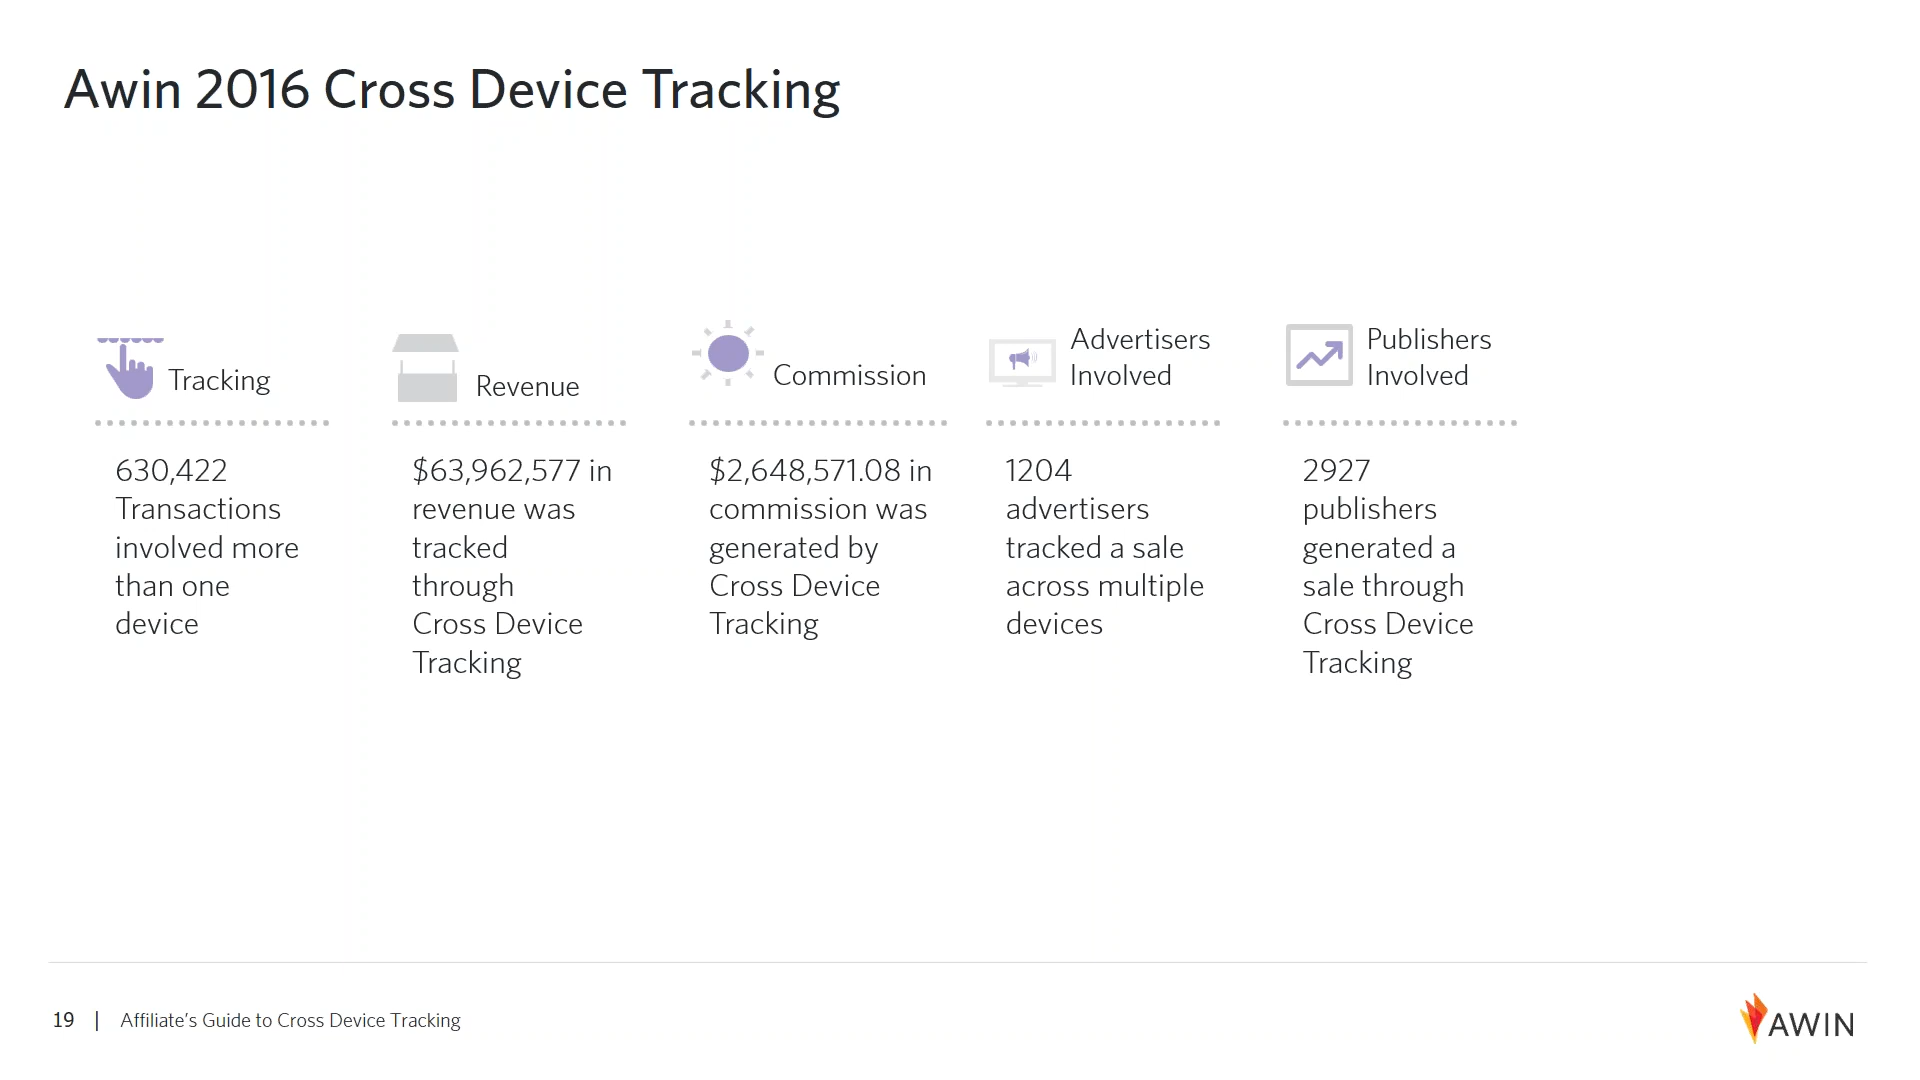 Awin 2016 Cross Device Tracking
Tracking
630,422
Transactions
involved more
than one
device
Revenue
$63,962,577 in
revenue was
tracked
through
Cross Device
Tracking
Commission
$2,648,571.08 in
commission was
generated by
Cross Device
Tracking
Advertisers
Involved
1204
advertisers
tracked a sale
across multiple
devices
Publishers
Involved
2927
publishers
generated a
sale through
Cross Device
Tracking
19 | Affiliate’s Guide to Cross Device Tracking
AWIN